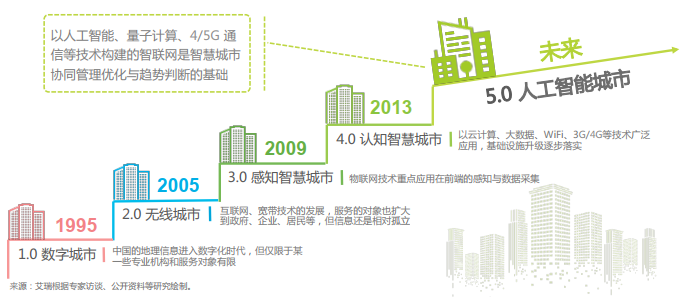 以人工智能、量子计算、4/5G 通
信等技术构建的智联网是智慧城市
协同管理优化与趋势判断的基础
未来
5.0 人工智能城市
2013
4.0 认知智慧城市
以云计算、大数据、WiFi、3G/4G等技术广泛
应用，基础设施升级逐步落实
2009
3.0 感知智慧城市
物联网技术重点应用在前端的感知与数据采集
2005
2.0 无线城市
互联网、宽带技术的发展，服务的对象也扩大
到政府、企业、居民等，但信息还是相对孤立
1995
1.0 数字城市
中国的地理信息进入数字化时代，但仅限于某
一些专业机构和服务对象有限
来源：艾瑞根据专家访谈、公开资料等研究绘制。